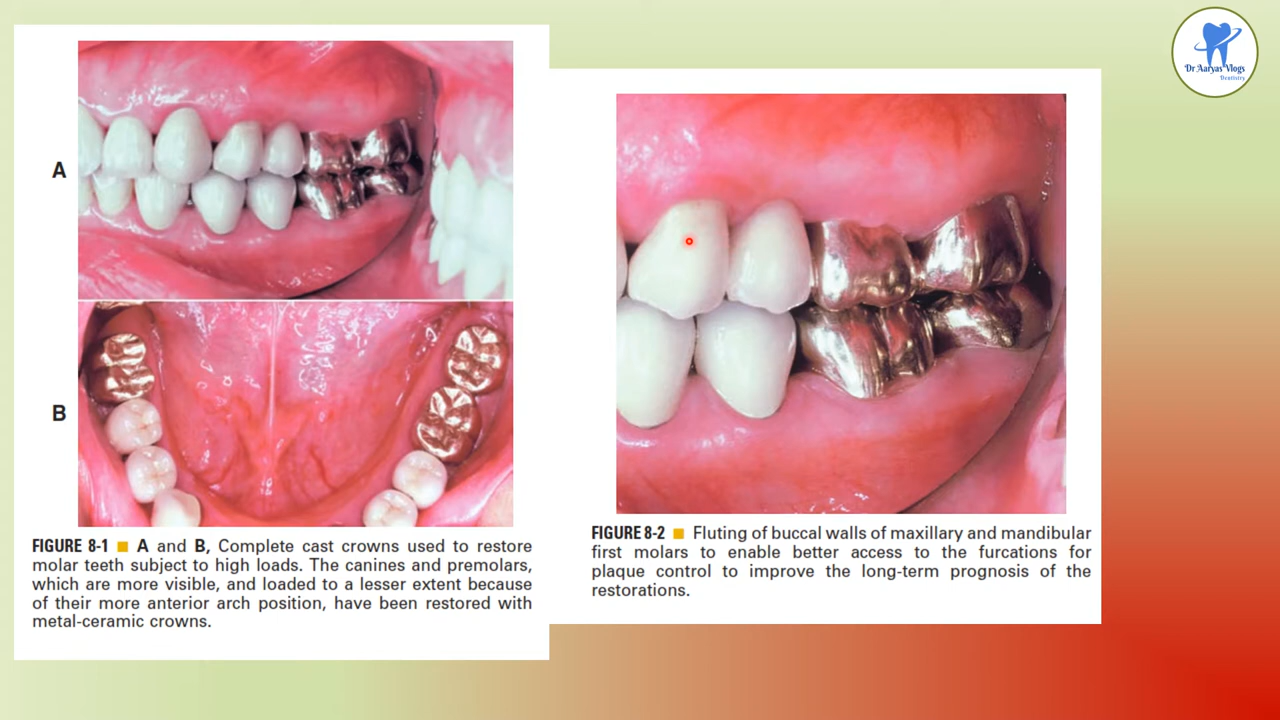 A
B
FIGURE 8-1 ■ A and B, Complete cast crowns used to restore
molar teeth subject to high loads. The canines and premolars,
which are more visible, and loaded to a lesser extent because
of their more anterior arch position, have been restored with
metal-ceramic crowns.
FIGURE 8-2 ■ Fluting of buccal walls of maxillary and mandibular
first molars to enable better access to the furcations for
plaque control to improve the long-term prognosis of the
restorations.
Dr Aaryas Vlogs
Dentistry